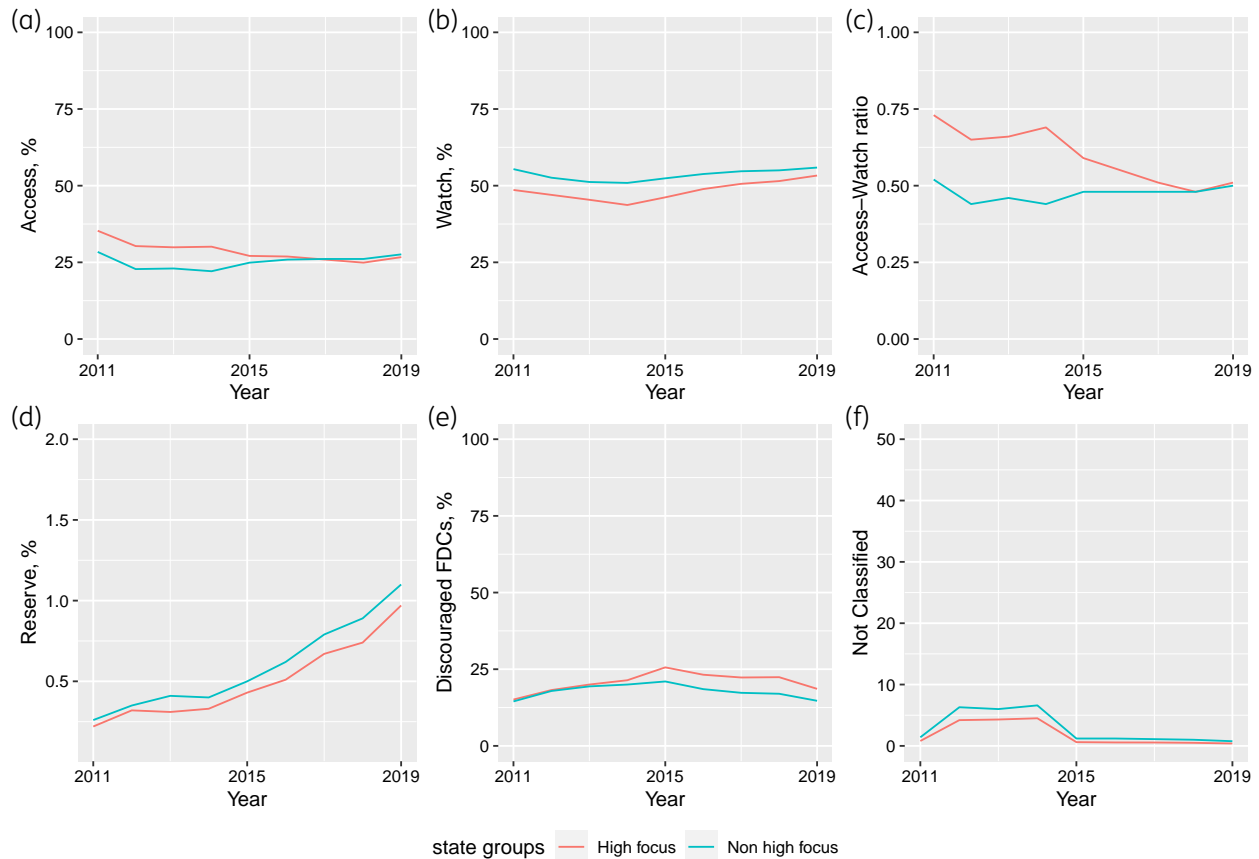 (a)
100
75
50
25
0
Access, %
2011 2015 2019
Year
(b)
100
75
50
25
0
Watch, %
2011 2015 2019
Year
(c)
1.00
0.75
0.50
0.25
0.00
Access–Watch ratio
2011 2015 2019
Year
(d)
2.0
1.5
1.0
0.5
Reserve, %
2011 2015 2019
Year
(e)
100
75
50
25
0
Discouraged FDCs, %
2011 2015 2019
Year
(f)
50
40
30
20
10
0
Not Classified
2011 2015 2019
Year
state groups High focus Non high focus